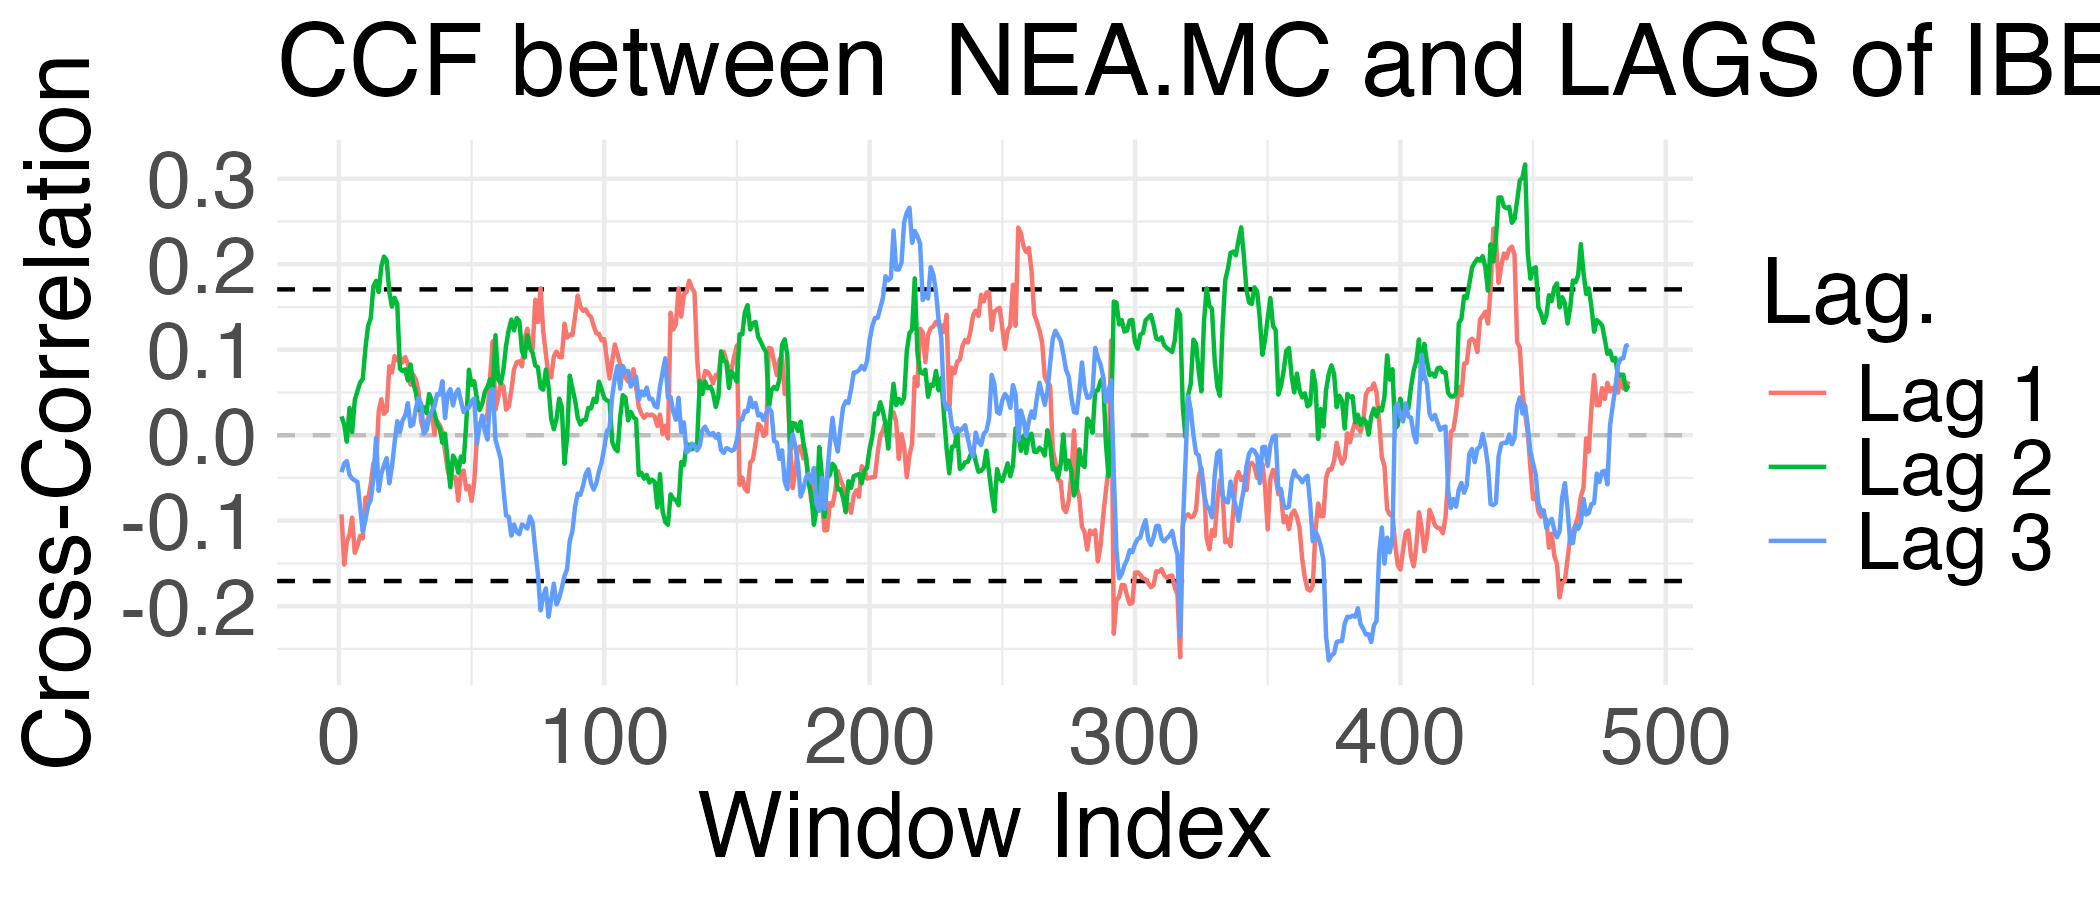 CCF between  NEA.MC and LAGS of IBE
Cross-Correlation
0.3
0.2
0.1
0.0
-0.1
-0.2
0
100
200
300
400
500
Window Index
Lag.
Lag 1
Lag 2
Lag 3